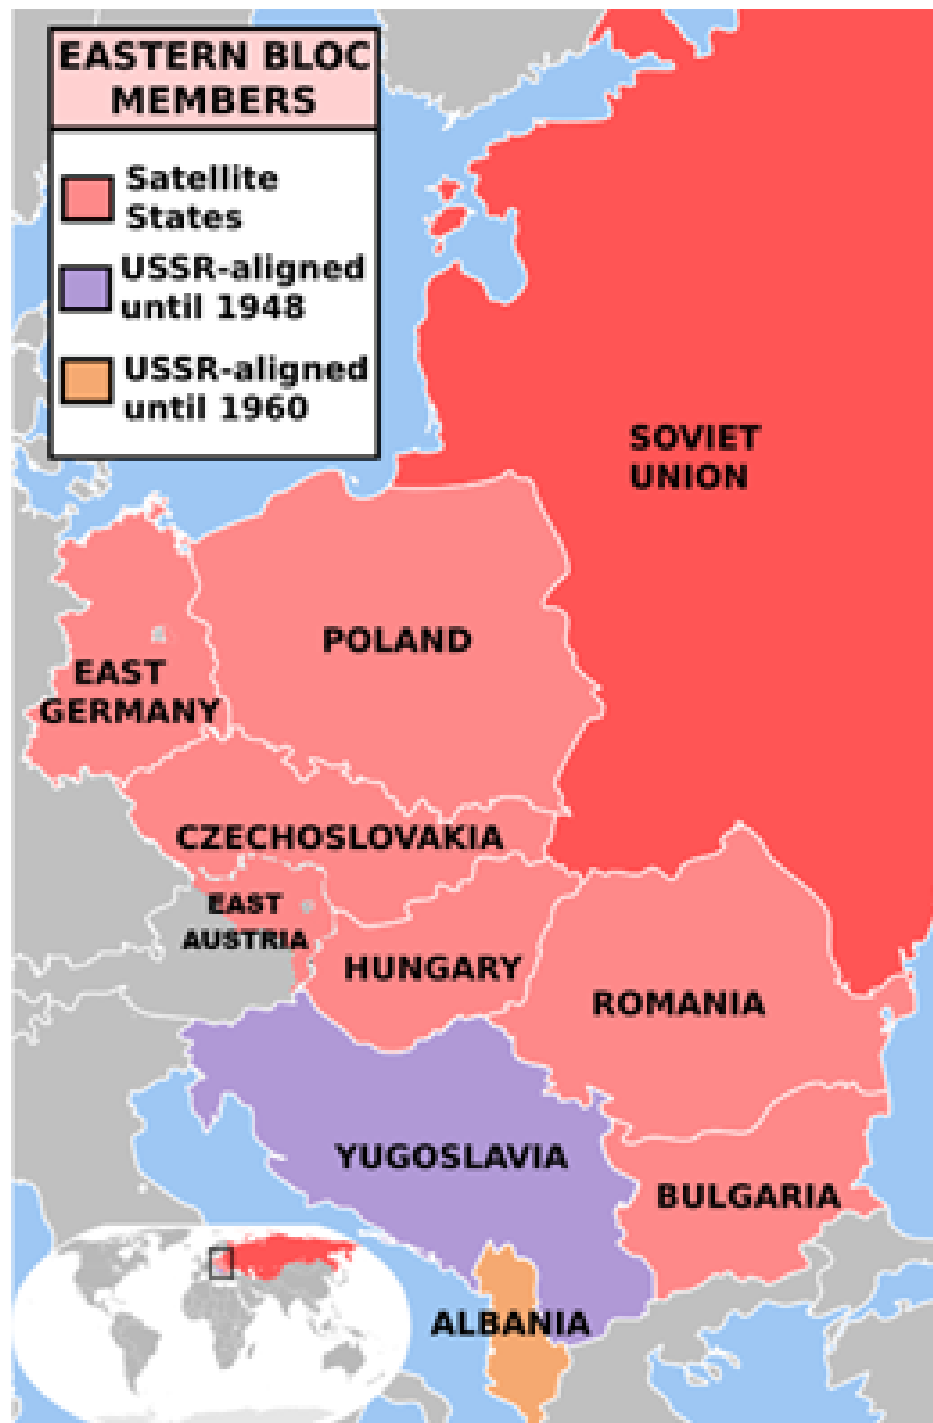 EASTERN BLOC
MEMBERS
Satellite
States
USSR-aligned
until 1948
USSR-aligned
until 1960
SOVIET
UNION
POLAND
EAST
GERMANY
CZECHOSLOVAKIA
EAST
AUSTRIA
HUNGARY
ROMANIA
YUGOSLAVIA
BULGARIA
ALBANIA